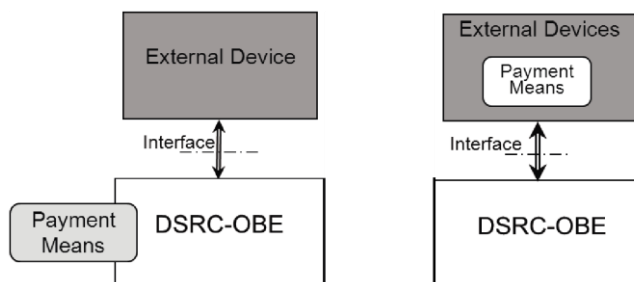 External Device
Interface
Payment
Means
DSRC-OBE
External Devices
Payment
Means
Interface
DSRC-OBE